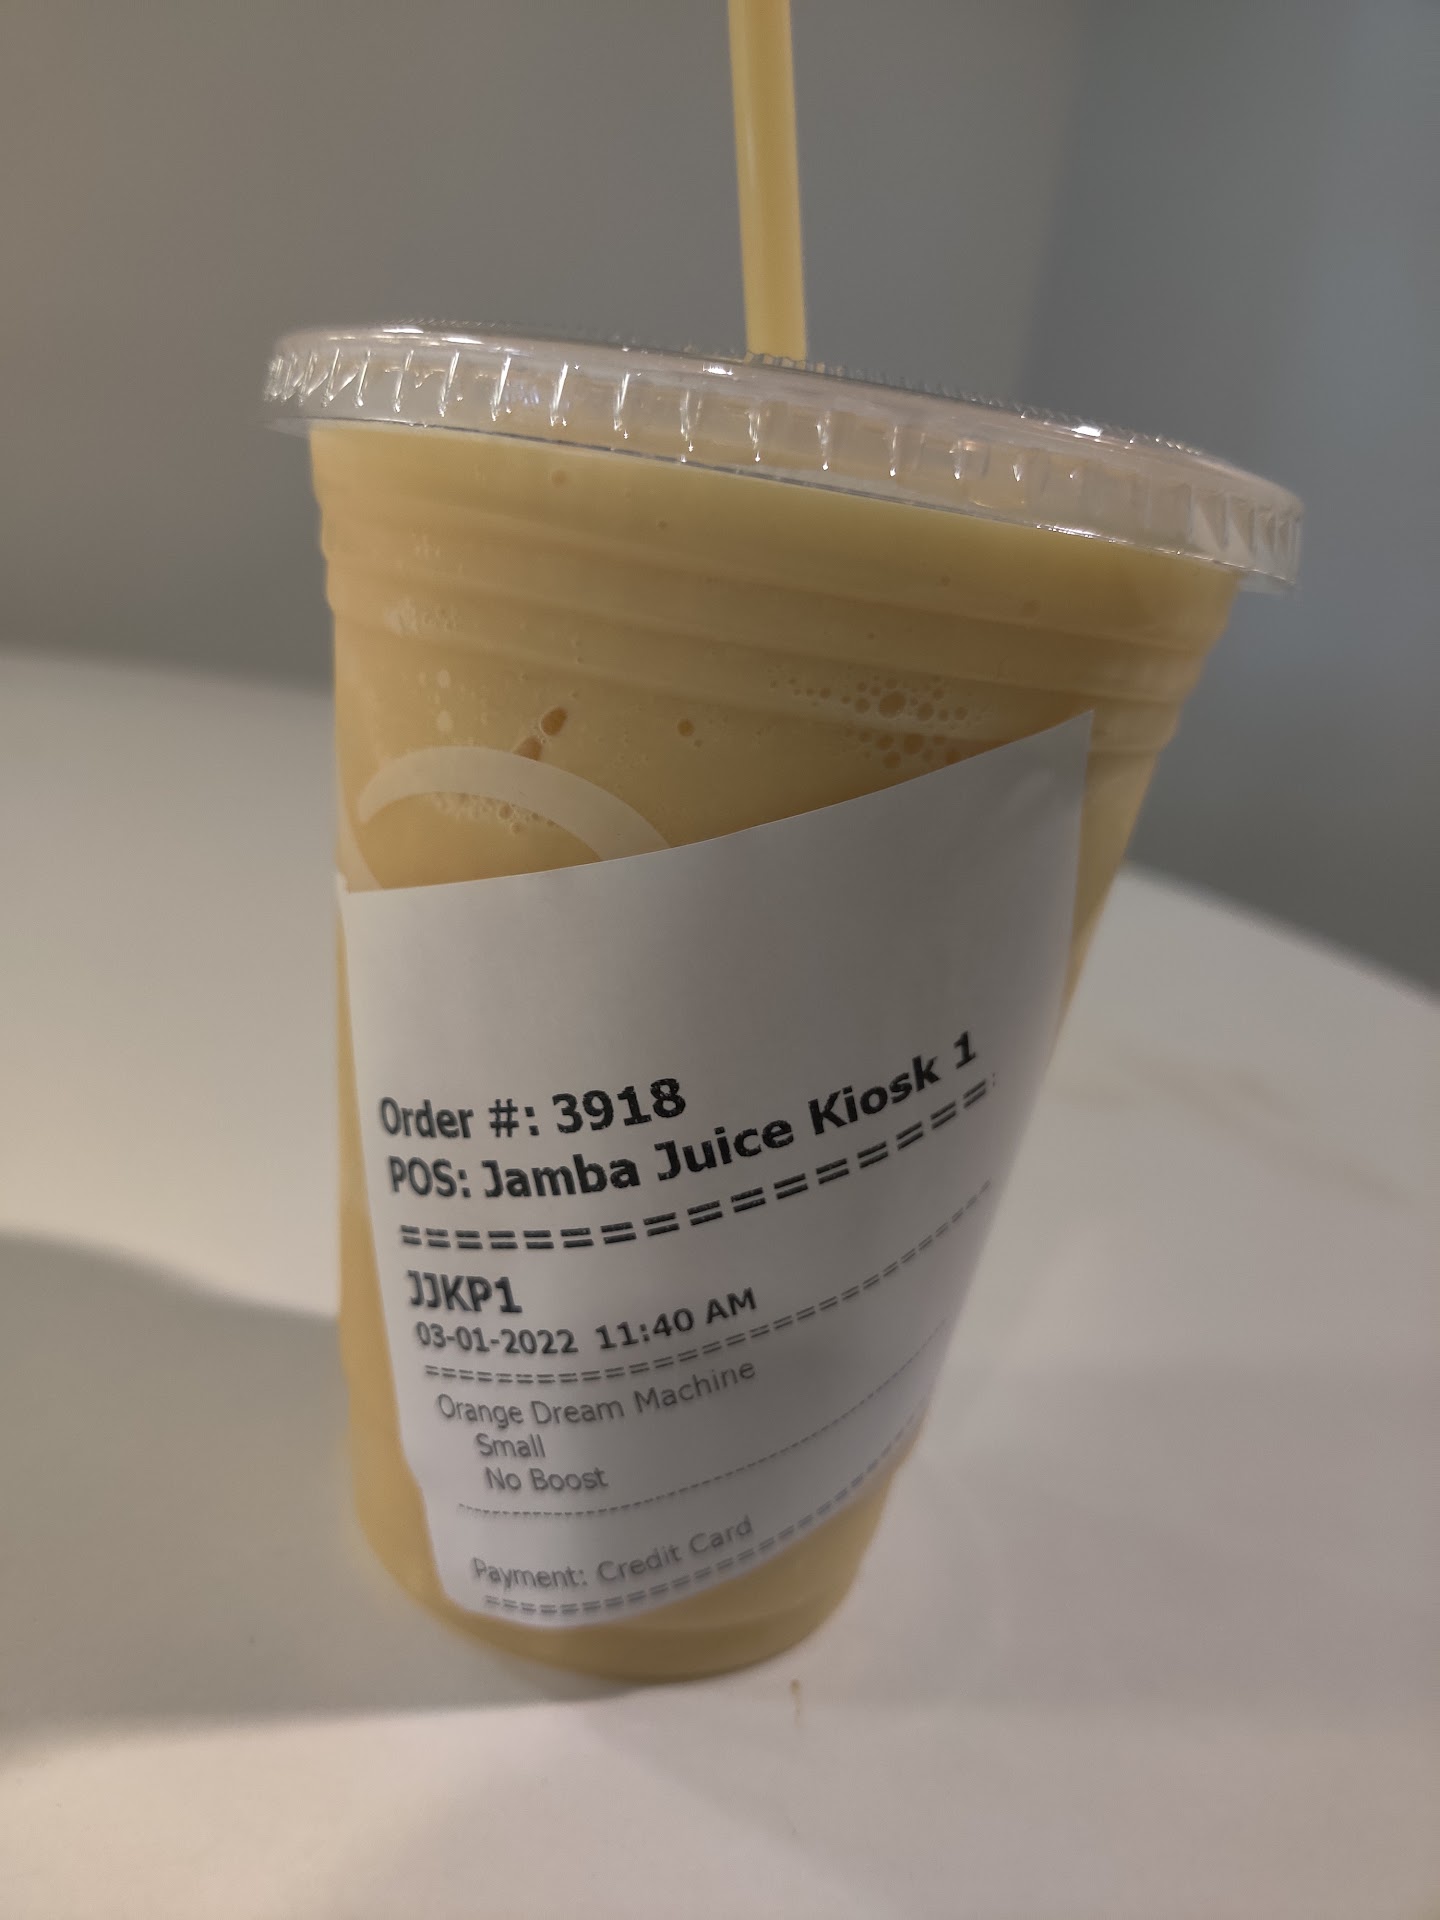 Order #: 3918
POS: Jamba Juice Kiosk 1
==================
JJKP1
03-01-2022 11:40 AM
==============================
Orange Dream Machine
Small
No Boost
----------------------------------------
Payment: Credit Card
==============================